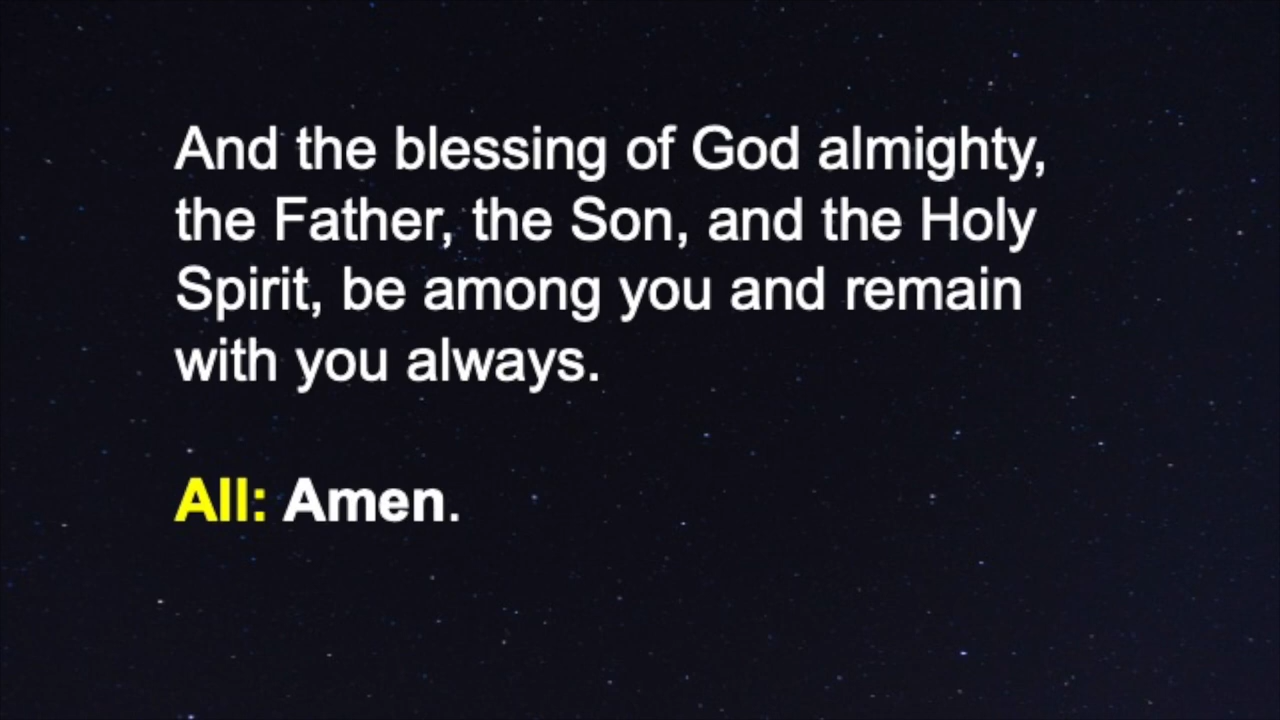 And the blessing of God almighty,
the Father, the Son, and the Holy
Spirit, be among you and remain
with you always.
All: Amen.